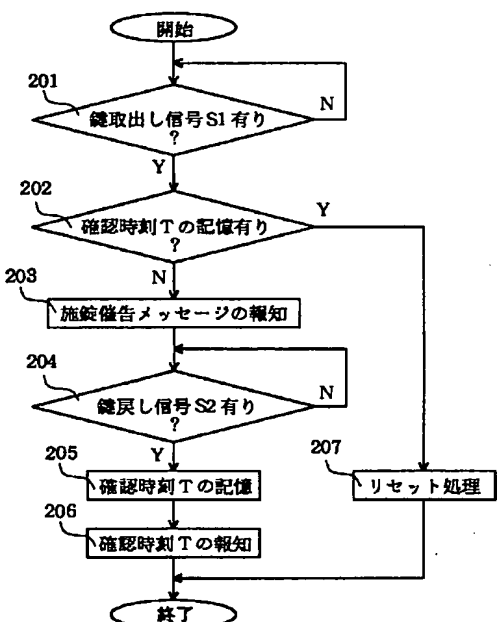 開始
201
鍵取出し信号S1有り
?
N
Y
202
確認時刻Tの記憶有り
?
Y
N
203
施錠催告メッセージの報知
204
鍵戻し信号S2有り
?
N
Y
205
確認時刻Tの記憶
207
リセット処理
206
確認時刻Tの報知
終了